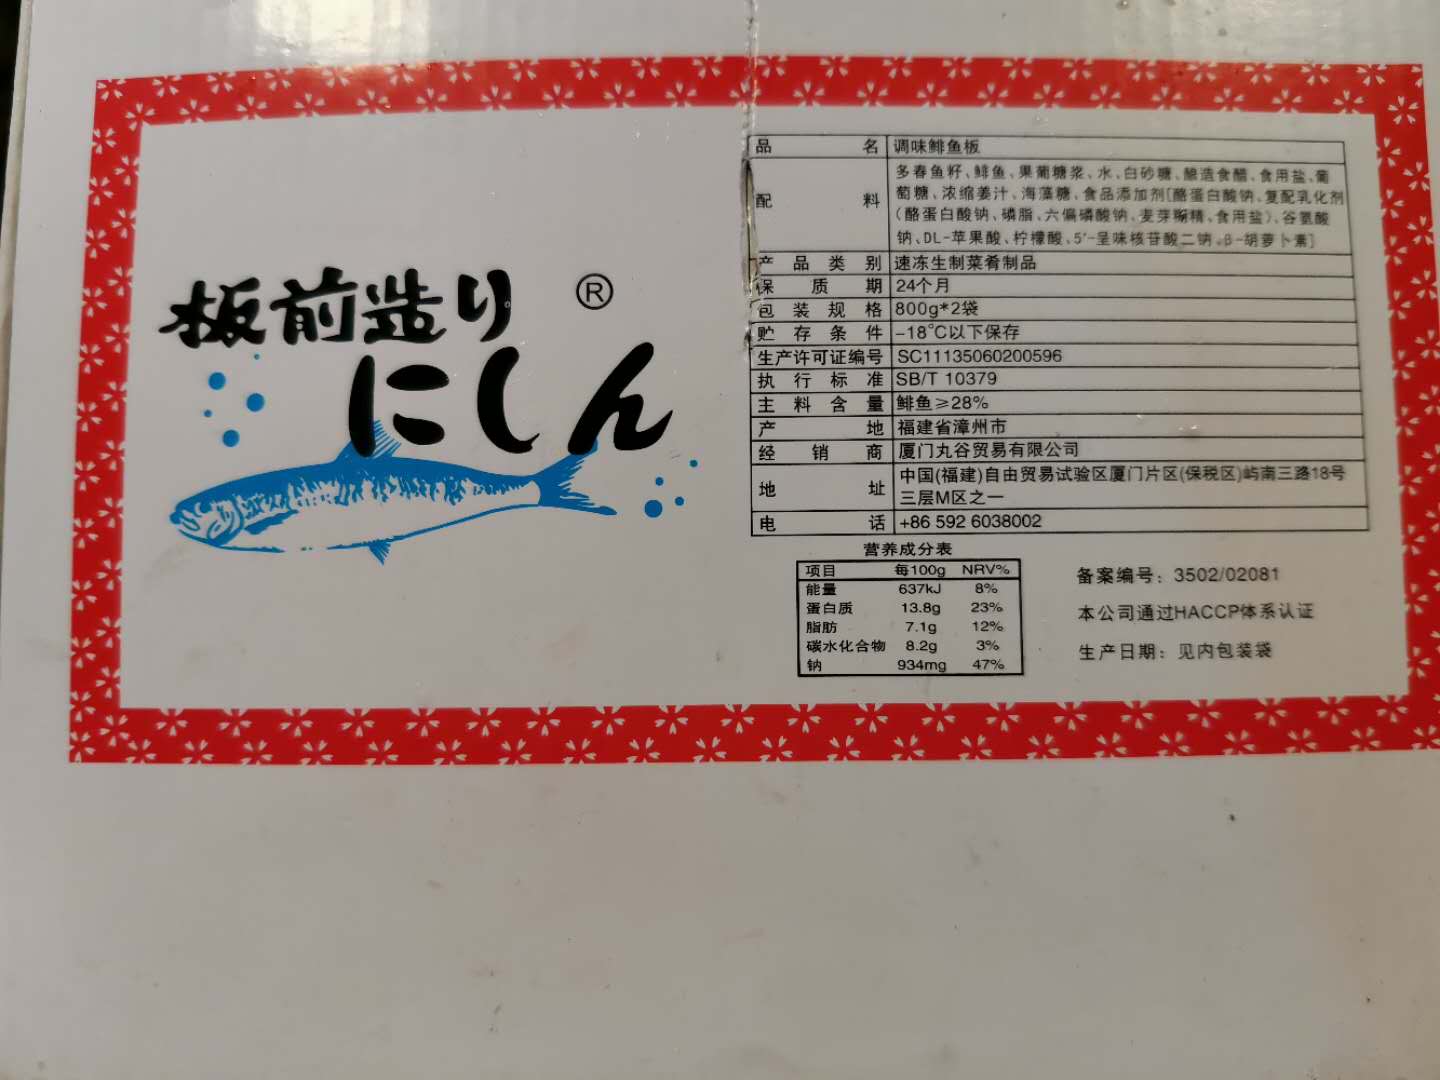 板前造り ®
にしん
品名 调味鲱鱼板
配料 多春鱼籽、鲱鱼、果葡糖浆、水、白砂糖、酿造食醋、食用盐、葡
萄糖、浓缩姜汁、海藻糖、食品添加剂[酪蛋白酸钠、复配乳化剂
(酪蛋白酸钠、磷脂、六偏磷酸钠、麦芽糊精、食用盐)、谷氨酸
钠、DL-苹果酸、柠檬酸、5'-呈味核苷酸二钠、β-胡萝卜素]
产品类别 速冻生制菜肴制品
保质期 24个月
包装规格 800g*2袋
贮存条件 -18℃以下保存
生产许可证编号 SC11135060200596
执行标准 SB/T 10379
主料含量 鲱鱼≥28%
产地 福建省漳州市
经销商 厦门丸谷贸易有限公司
地址 中国(福建)自由贸易试验区厦门片区(保税区)屿南三路18号
三层M区之一
电话 +86 592 6038002
营养成分表
项目 每100g NRV%
能量 637kJ 8%
蛋白质 13.8g 23%
脂肪 7.1g 12%
碳水化合物 8.2g 3%
钠 934mg 47%
备案编号：3502/02081
本公司通过HACCP体系认证
生产日期：见内包装袋